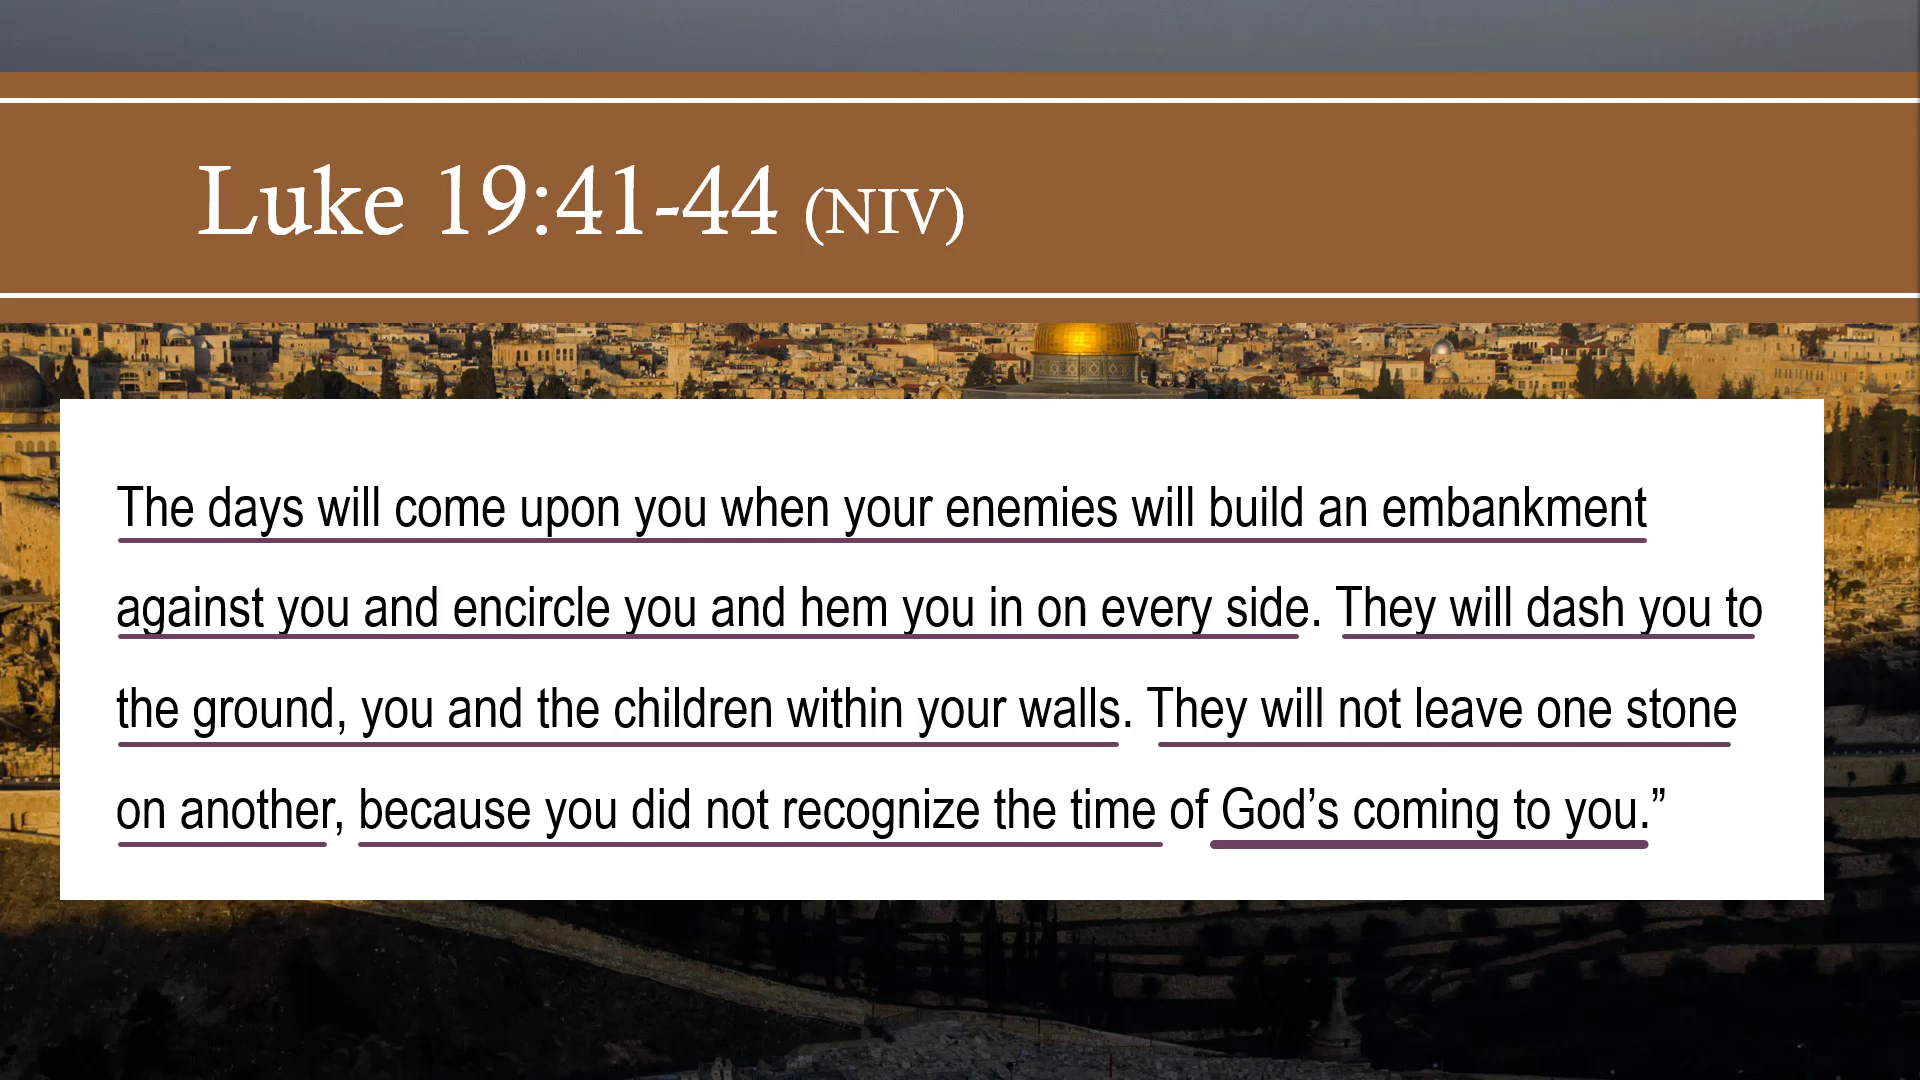 Luke 19:41-44 (NIV)
The days will come upon you when your enemies will build an embankment
against you and encircle you and hem you in on every side. They will dash you to
the ground, you and the children within your walls. They will not leave one stone
on another, because you did not recognize the time of God’s coming to you.”